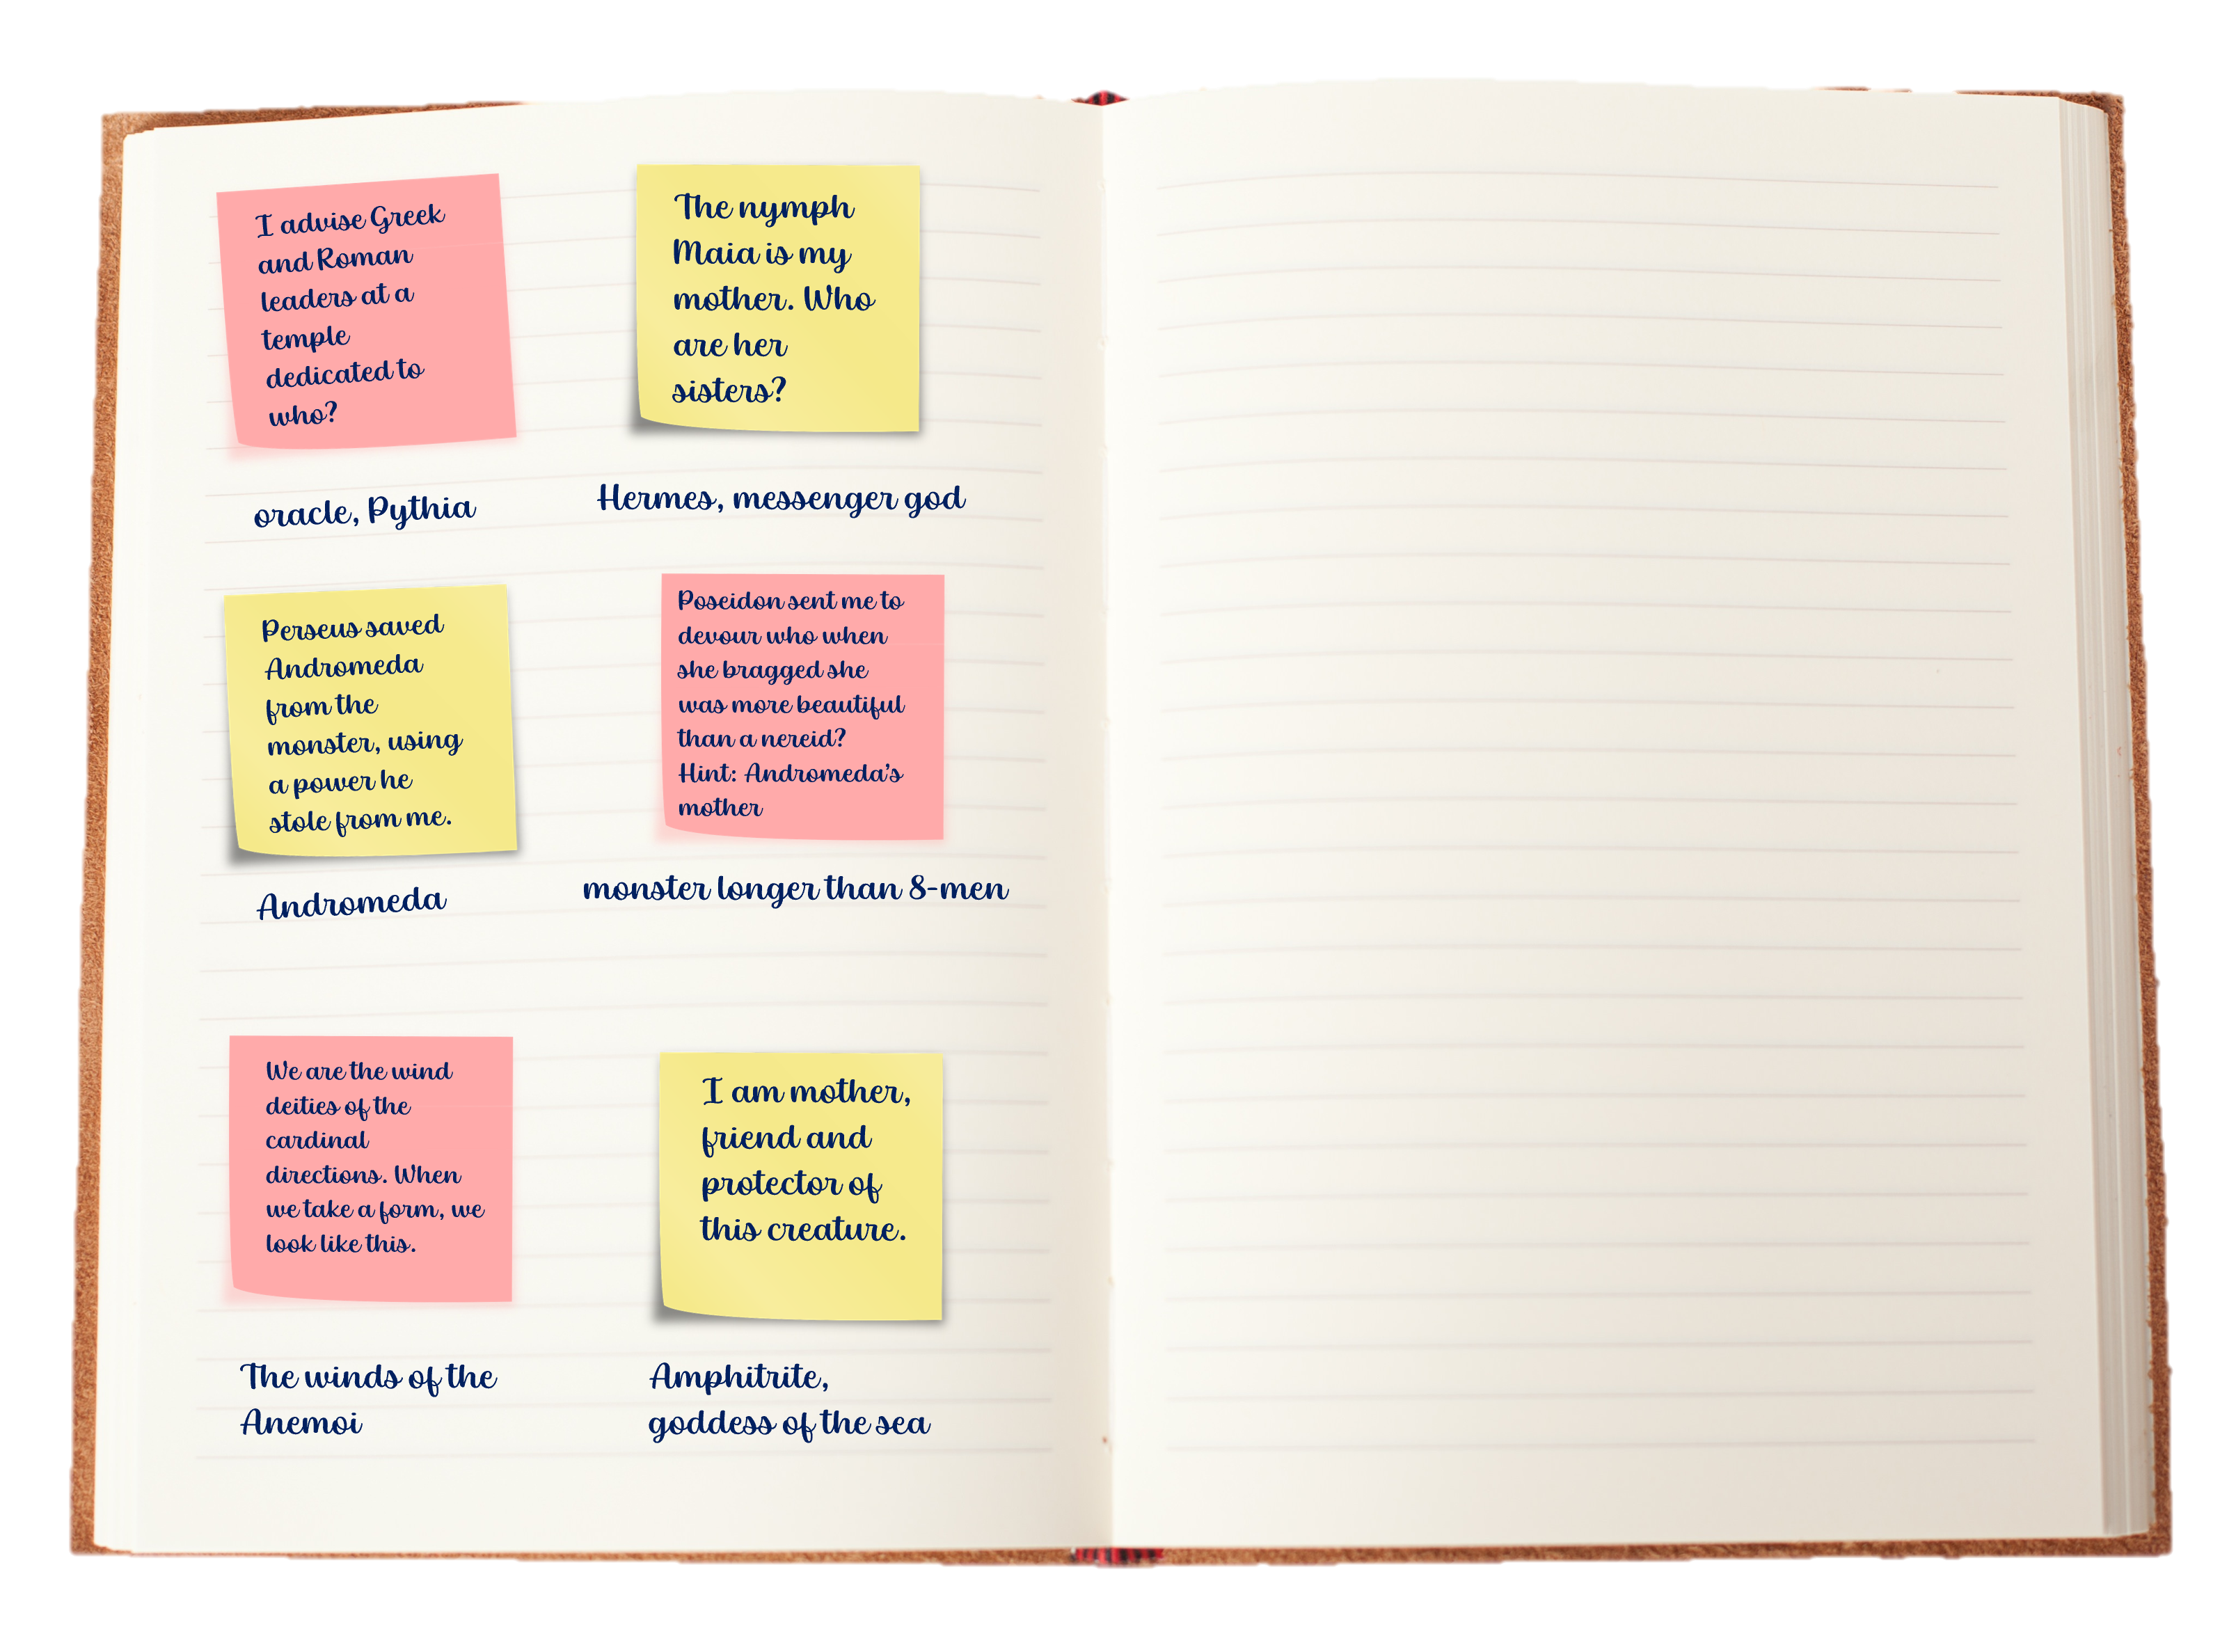 I advise Greek
and Roman
leaders at a
temple
dedicated to
who?
oracle, Pythia
The nymph
Maia is my
mother. Who
are her
sisters?
Hermes, messenger god
Perseus saved
Andromeda
from the
monster, using
a power he
stole from me.
Andromeda
Poseidon sent me to
devour who when
she bragged she
was more beautiful
than a nereid?
Hint: Andromeda's
mother
monster longer than 8-men
We are the wind
deities of the
cardinal
directions. When
we take a form, we
look like this.
The winds of the
Anemoi
I am mother,
friend and
protector of
this creature.
Amphitrite,
goddess of the sea